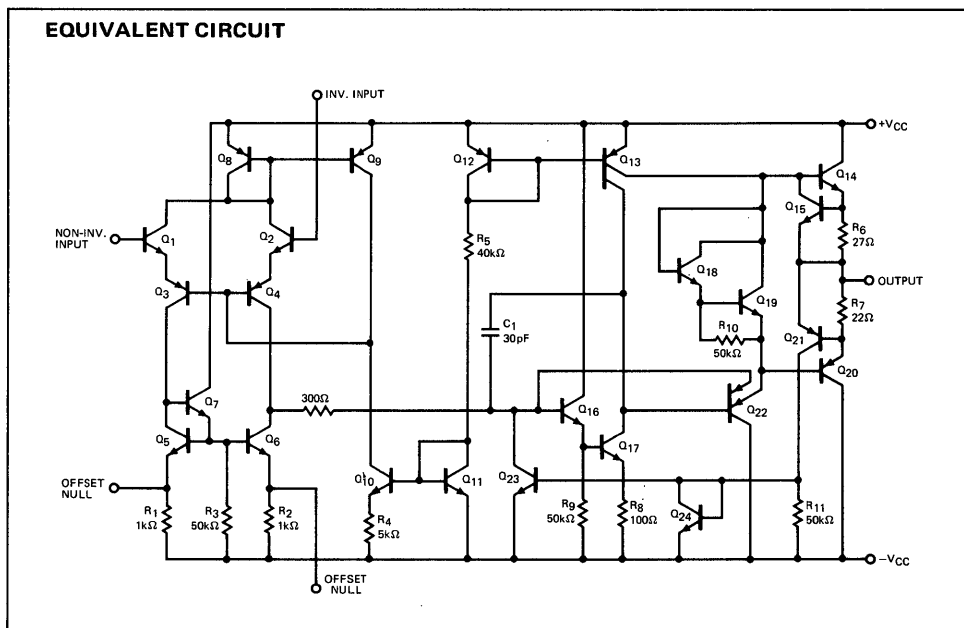 EQUIVALENT CIRCUIT
INV. INPUT
+VCC
Q8
Q9
Q12
Q13
Q14
Q15
NON-INV.
INPUT
Q1
Q2
R5
40kΩ
R6
27Ω
Q18
OUTPUT
Q3
Q4
Q19
R7
22Ω
C1
30pF
R10
50kΩ
Q21
Q20
Q7
300Ω
Q16
Q22
Q5
Q6
Q17
OFFSET
NULL
Q10
Q11
Q23
R1
1kΩ
R3
50kΩ
R2
1kΩ
R4
5kΩ
R9
50kΩ
R8
100Ω
Q24
R11
50kΩ
-VCC
OFFSET
NULL